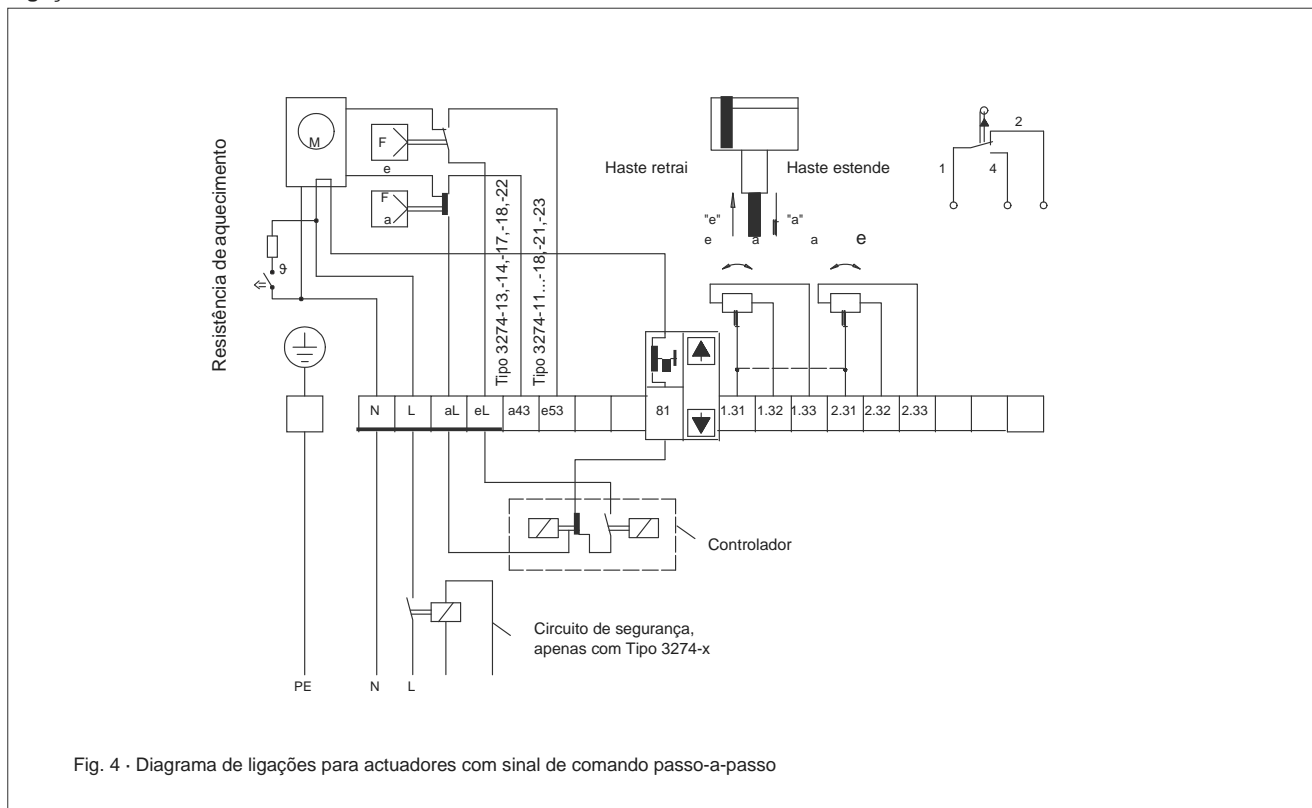 Resistência de aquecimento
M
F
e
F
a
ϑ
Tipo 3274-13,-14,-17,-18,-22
Tipo 3274-11...-18,-21,-23
Haste retrai
Haste estende
"e"
"a"
e
a
a
e
1
2
4
N
L
aL
eL
a43
e53
81
1.31
1.32
1.33
2.31
2.32
2.33
Controlador
Circuito de segurança,
apenas com Tipo 3274-x
PE
N
L
Fig. 4 · Diagrama de ligações para actuadores com sinal de comando passo-a-passo